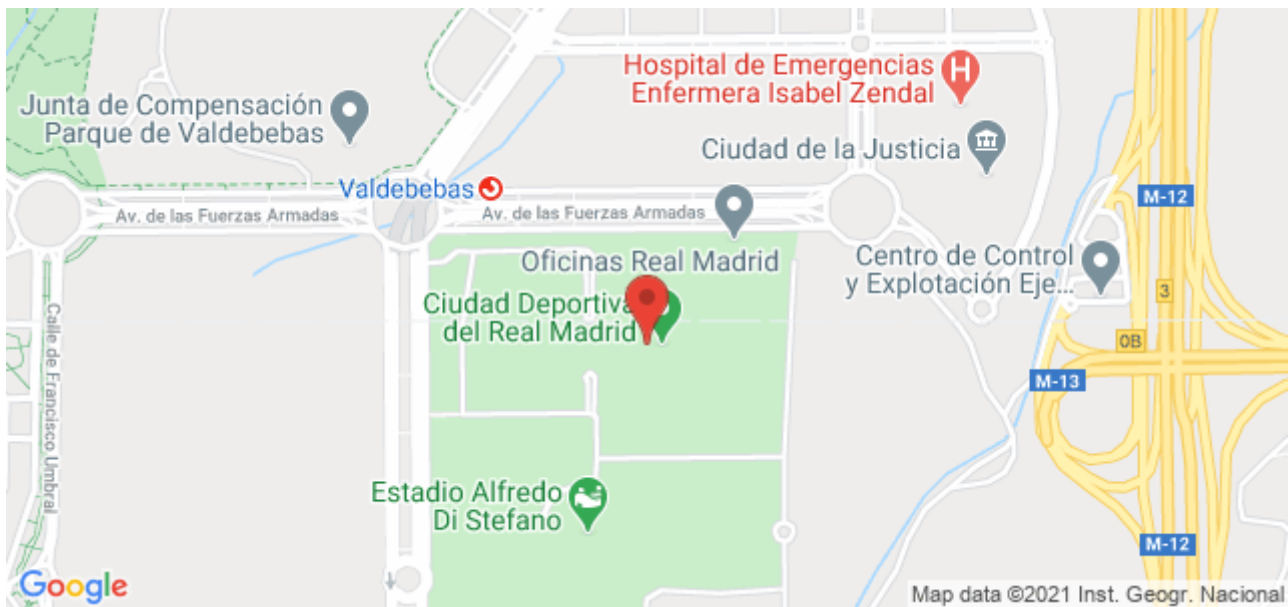 Hospital de Emergencias
Enfermera Isabel Zendal
Junta de Compensación
Parque de Valdebebas
Ciudad de la Justicia
Valdebebas
M-12
Av. de las Fuerzas Armadas
Av. de las Fuerzas Armadas
Oficinas Real Madrid
Centro de Control
y Explotación Eje...
Ciudad Deportiva
del Real Madrid
3
0B
M-13
Calle de Francisco Umbral
Estadio Alfredo
Di Stefano
M-12
Google
Map data ©2021 Inst. Geogr. Nacional